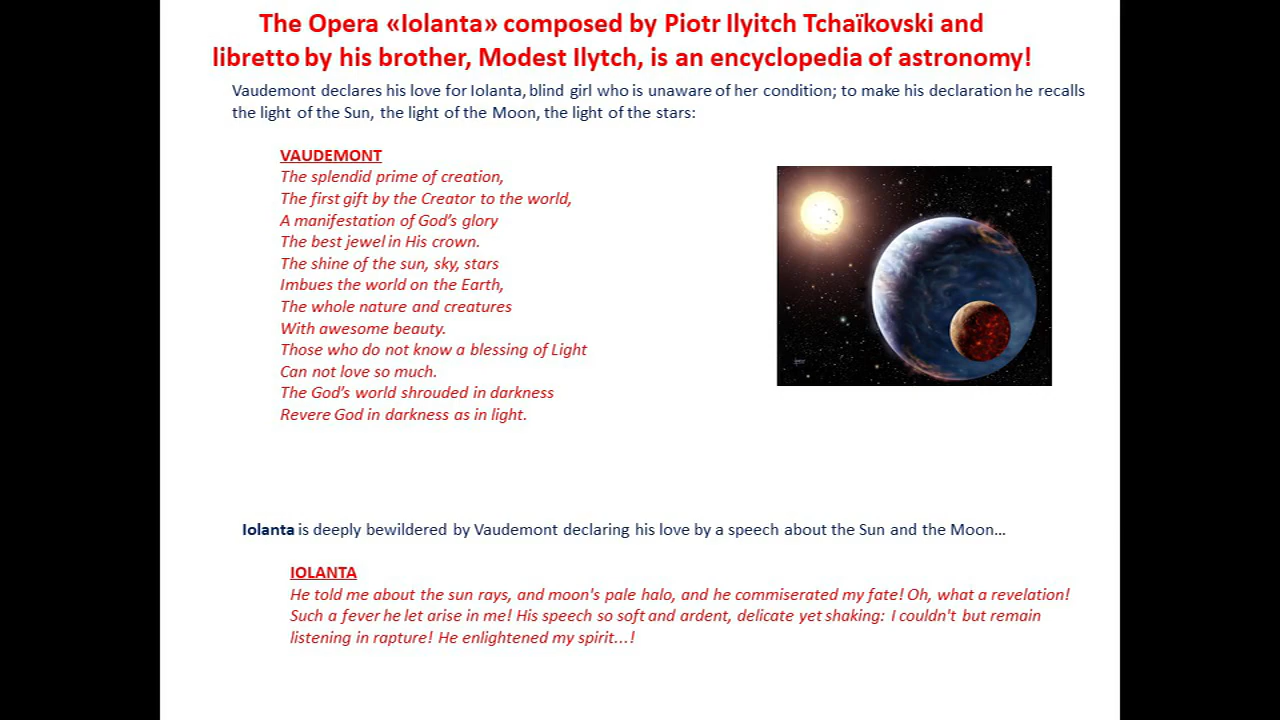 The Opera «Iolanta» composed by Piotr Ilyitch Tchaïkovski and
libretto by his brother, Modest Ilytch, is an encyclopedia of astronomy!
Vaudemont declares his love for Iolanta, blind girl who is unaware of her condition; to make his declaration he recalls
the light of the Sun, the light of the Moon, the light of the stars:
VAUDEMONT
The splendid prime of creation,
The first gift by the Creator to the world,
A manifestation of God’s glory
The best jewel in His crown.
The shine of the sun, sky, stars
Imbues the world on the Earth,
The whole nature and creatures
With awesome beauty.
Those who do not know a blessing of Light
Can not love so much.
The God’s world shrouded in darkness
Revere God in darkness as in light.
Iolanta is deeply bewildered by Vaudemont declaring his love by a speech about the Sun and the Moon…
IOLANTA
He told me about the sun rays, and moon's pale halo, and he commiserated my fate! Oh, what a revelation!
Such a fever he let arise in me! His speech so soft and ardent, delicate yet shaking: I couldn't but remain
listening in rapture! He enlightened my spirit...!